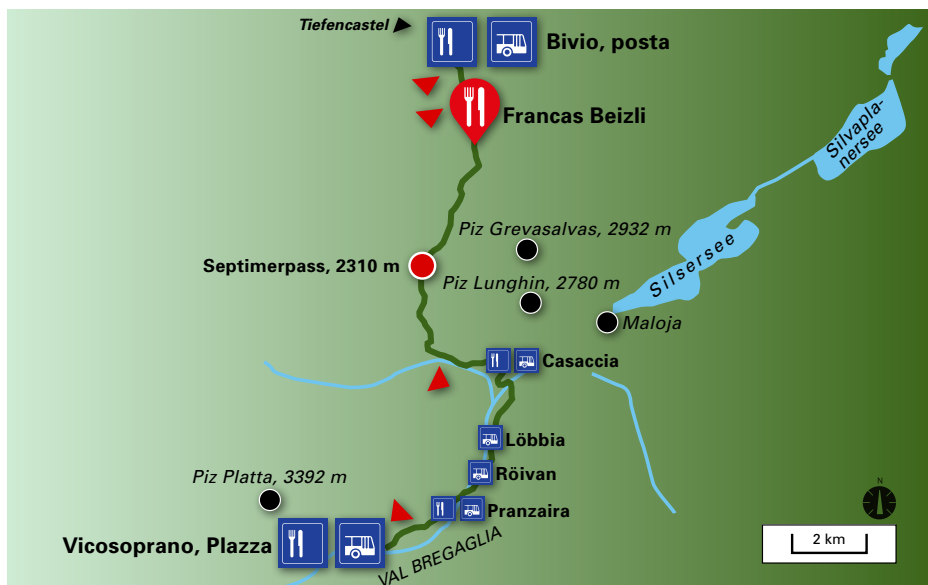 Tiefencastel
Bivio, posta
Francas Beizli
Silvapla-
nersee
Piz Grevasalvas, 2932 m
Septimerpass, 2310 m
Piz Lunghin, 2780 m
Silsersee
Maloja
Casaccia
Löbbia
Röivan
Piz Platta, 3392 m
Pranzaira
N
Vicosoprano, Plazza
VAL BREGAGLIA
2 km